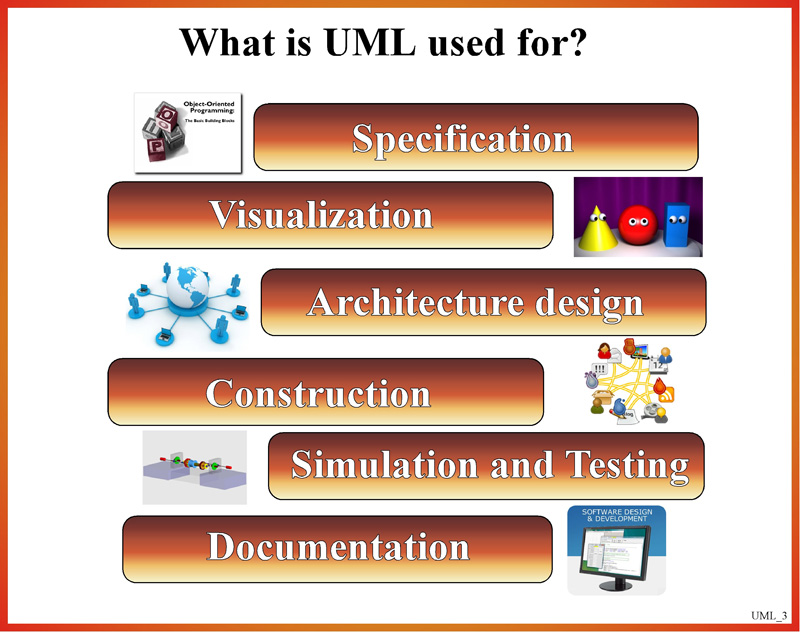 What is UML used for?
Object-Oriented
Programming:
The Basic Building Blocks
O
O
P
Specification
Visualization
Architecture design
Construction
Simulation and Testing
SOFTWARE DESIGN
& DEVELOPMENT
Documentation
UML_3